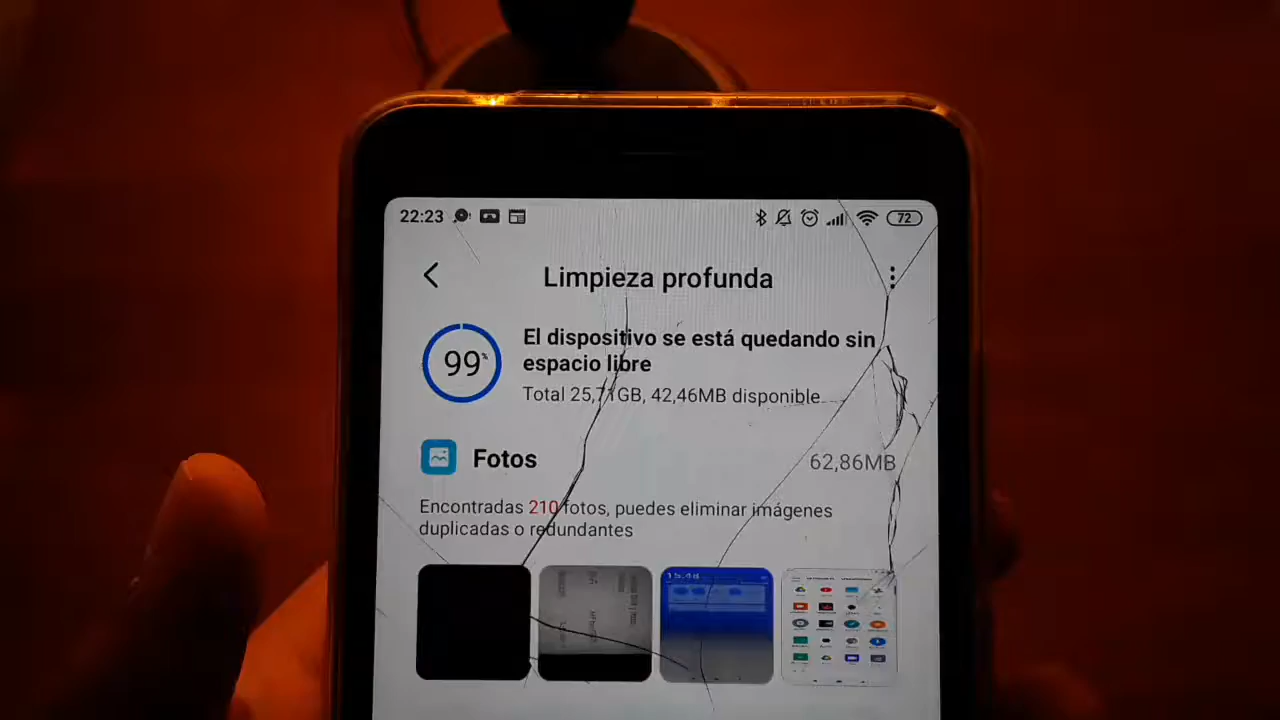 22:23
72
Limpieza profunda
99%
El dispositivo se está quedando sin
espacio libre
Total 25,71GB, 42,46MB disponible
Fotos
62,86MB
Encontradas 210 fotos, puedes eliminar imágenes
duplicadas o redundantes